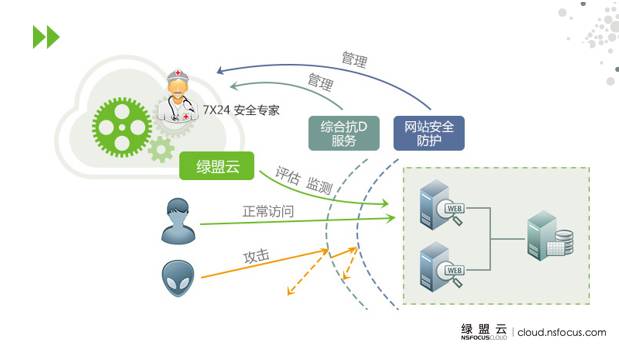 管理
管理
7X24 安全专家
综合抗D
服务
网站安全
防护
绿盟云
评估 监测
正常访问
WEB
攻击
WEB
绿盟云
NSFOCUSCLOUD
cloud.nsfocus.com